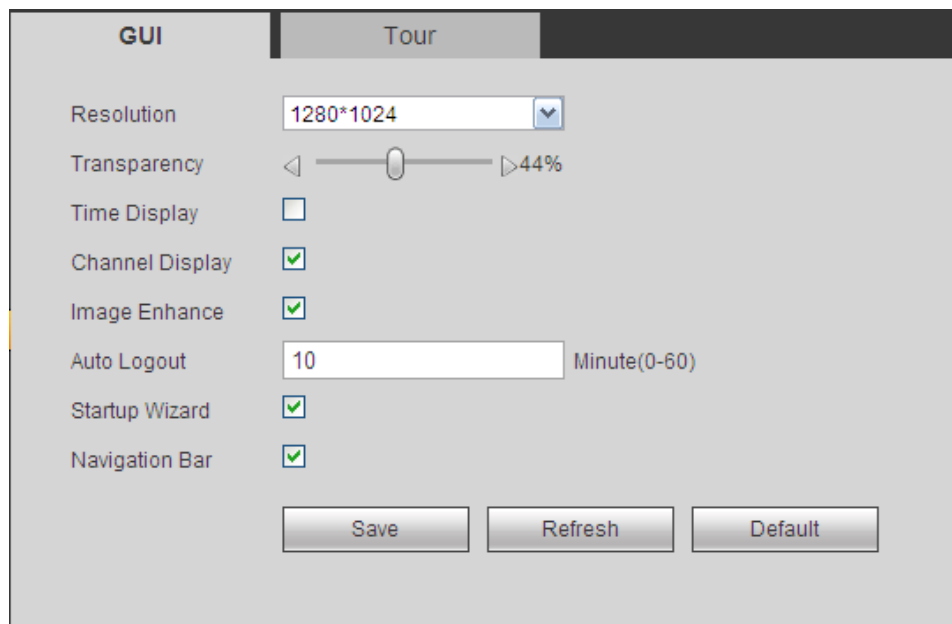 GUI Tour
Resolution 1280*1024
Transparency 44%
Time Display
Channel Display
Image Enhance
Auto Logout 10 Minute(0-60)
Startup Wizard
Navigation Bar
Save Refresh Default